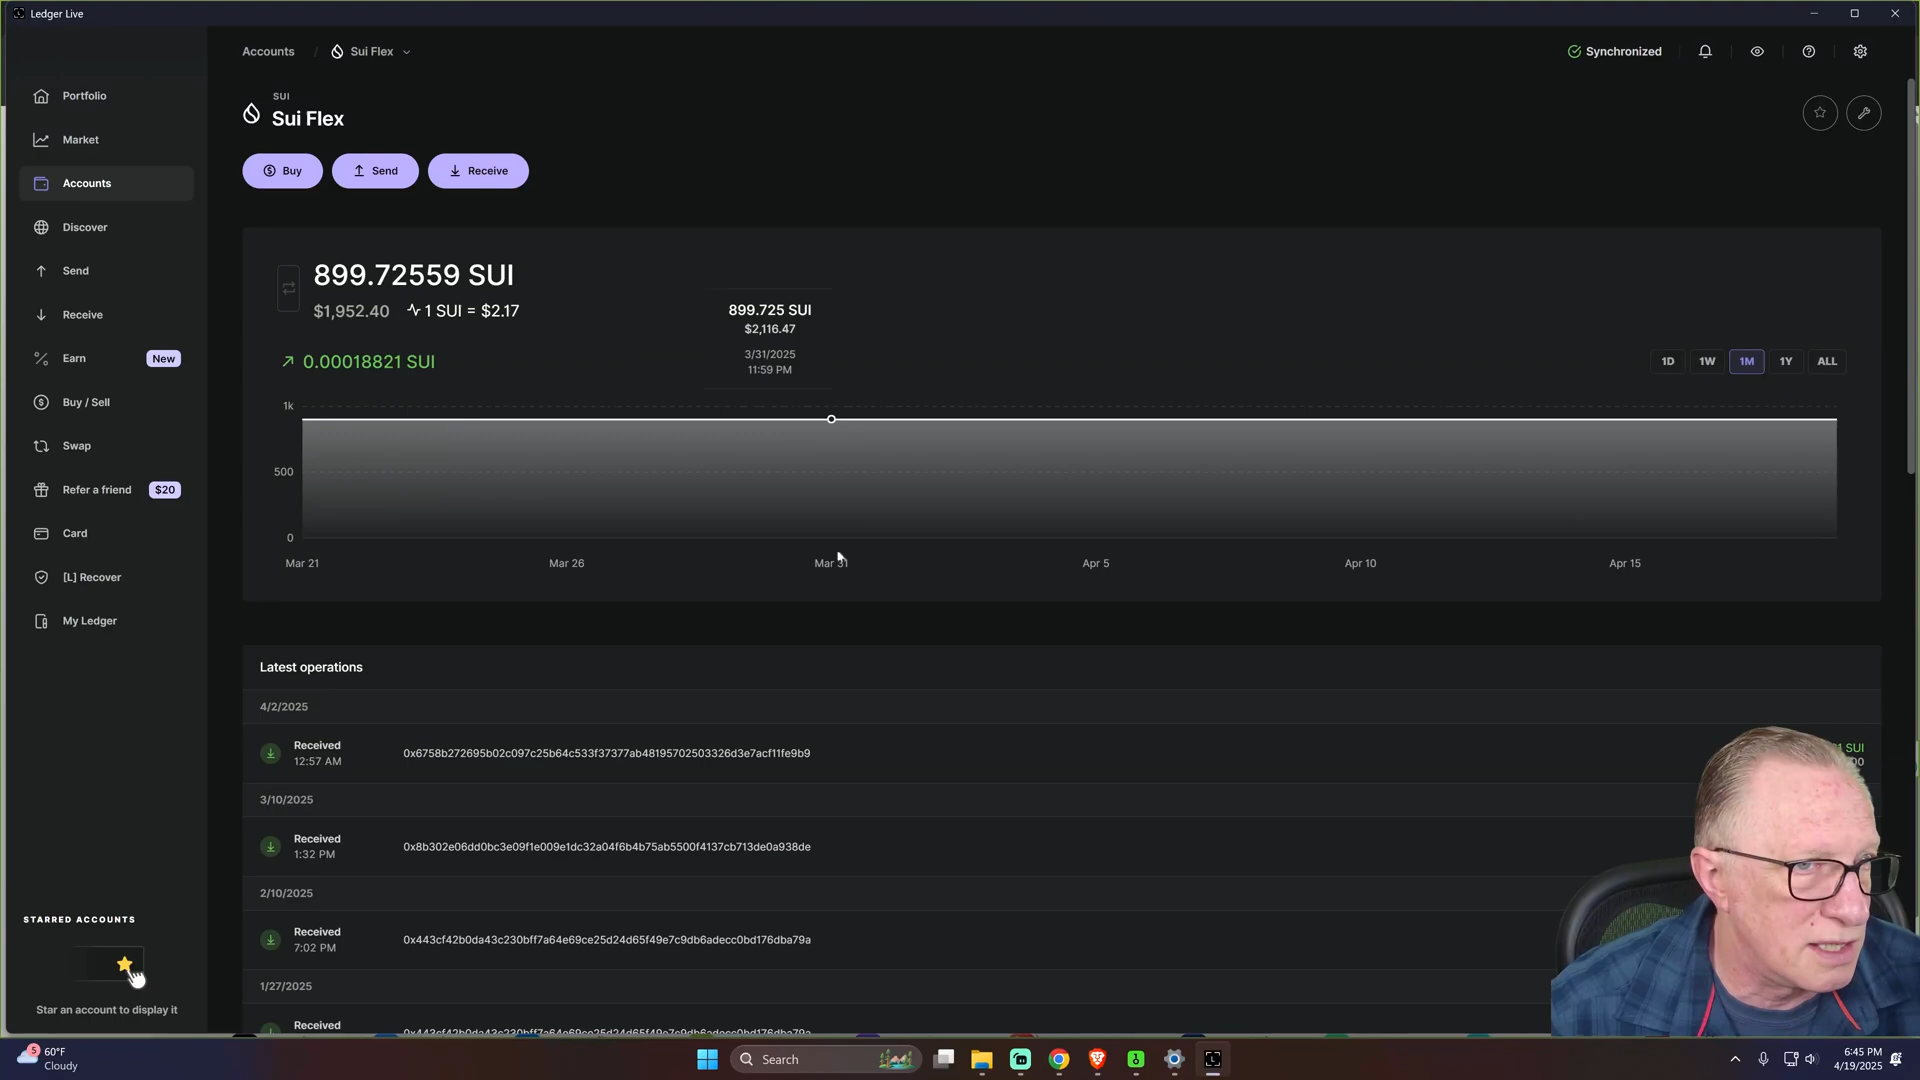 Ledger Live
Accounts / Sui Flex
Synchronized
SUI
Sui Flex
Buy
Send
Receive
Portfolio
Market
Accounts
Discover
Send
Receive
Earn New
Buy / Sell
Swap
Refer a friend $20
Card
[L] Recover
My Ledger
899.72559 SUI
$1,952.40 1 SUI = $2.17
0.00018821 SUI
899.725 SUI
$2,116.47
3/31/2025
11:59 PM
1D 1W 1M 1Y ALL
1k
500
0
Mar 21 Mar 26 Mar 31 Apr 5 Apr 10 Apr 15
Latest operations
4/2/2025
Received
12:57 AM
0x6758b272695b02c097c25b64c533f37377ab48195702503326d3e7acf11fe9b9
SUI
3/10/2025
Received
1:32 PM
0x8b302e06dd0bc3e09f1e009e1dc32a04f6b4b75ab5500f4137cb713de0a938de
2/10/2025
Received
7:02 PM
0x443cf42b0da43c230bff7a64e69ce25d24d65f49e7c9db6adecc0bd176dba79a
1/27/2025
Received
0x443cf42b0da43c230bff7a64e69ce25d24d65f49e7c9db6adecc0bd176dba79a
STARRED ACCOUNTS
Star an account to display it
5
60°F
Cloudy
Search
6:45 PM
4/19/2025